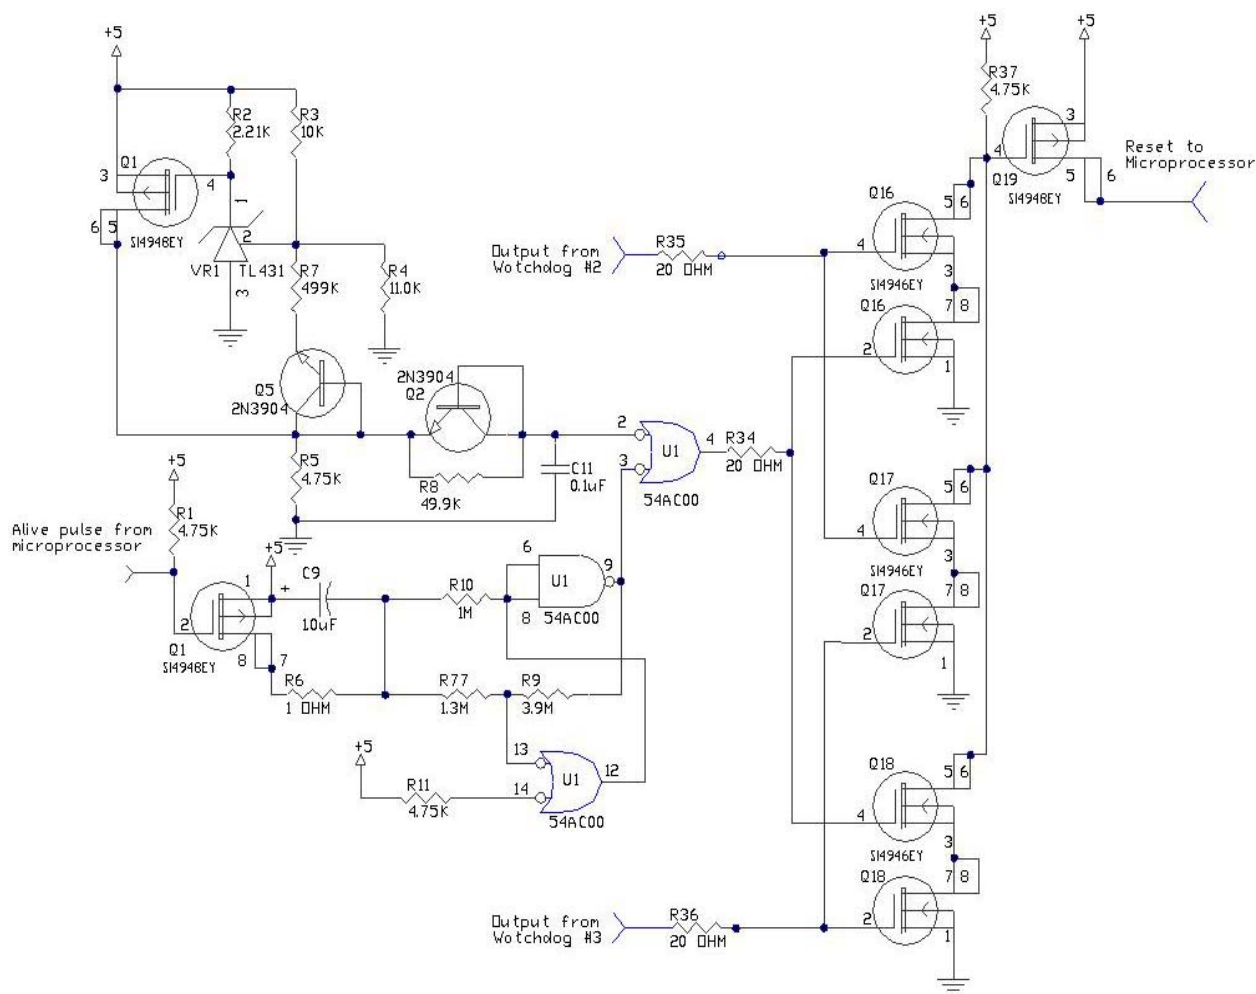 +5
R2
2.21K
R3
10K
Q1
3
4
6
5
SI4948EY
1
2
VR1
TL431
3
R7
499K
R4
11.0K
Q5
2N3904
2N3904
Q2
R5
4.75K
R8
49.9K
C11
0.1uF
2
3
U1
4
54AC00
R34
20 OHM
Alive pulse from
microprocessor
+5
R1
4.75K
+5
1
+
C9
10uF
2
Q1
SI4948EY
8
7
R6
1 OHM
R10
1M
6
8
U1
9
54AC00
R77
1.3M
R9
3.9M
+5
R11
4.75K
13
14
U1
12
54AC00
Output from
Wotcholog #2
R35
20 OHM
+5
+5
R37
4.75K
3
4
Q19
5
6
SI4948EY
Reset to
Microprocessor
Q16
5
6
4
3
SI4946EY
Q16
7
8
2
1
Q17
5
6
4
3
SI4946EY
Q17
7
8
2
1
Q18
5
6
4
3
SI4946EY
Q18
7
8
2
1
Output from
Wotcholog #3
R36
20 OHM